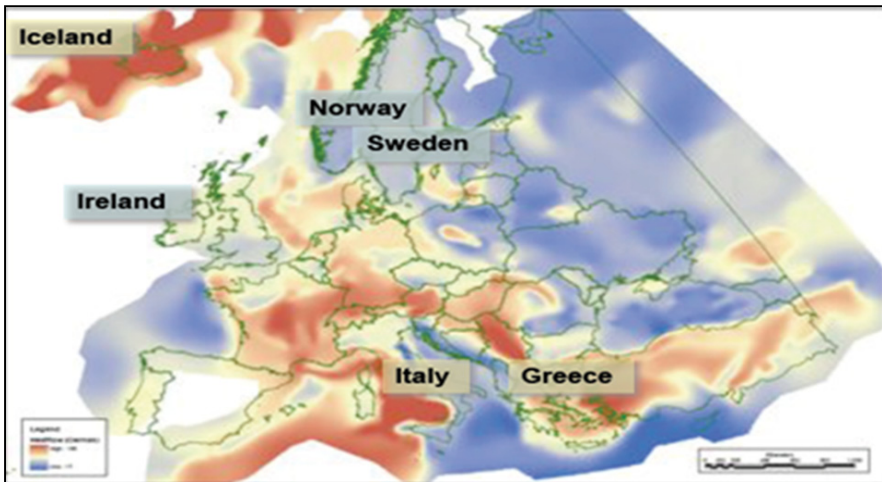 Iceland
Norway
Sweden
Ireland
Italy
Greece
Legend